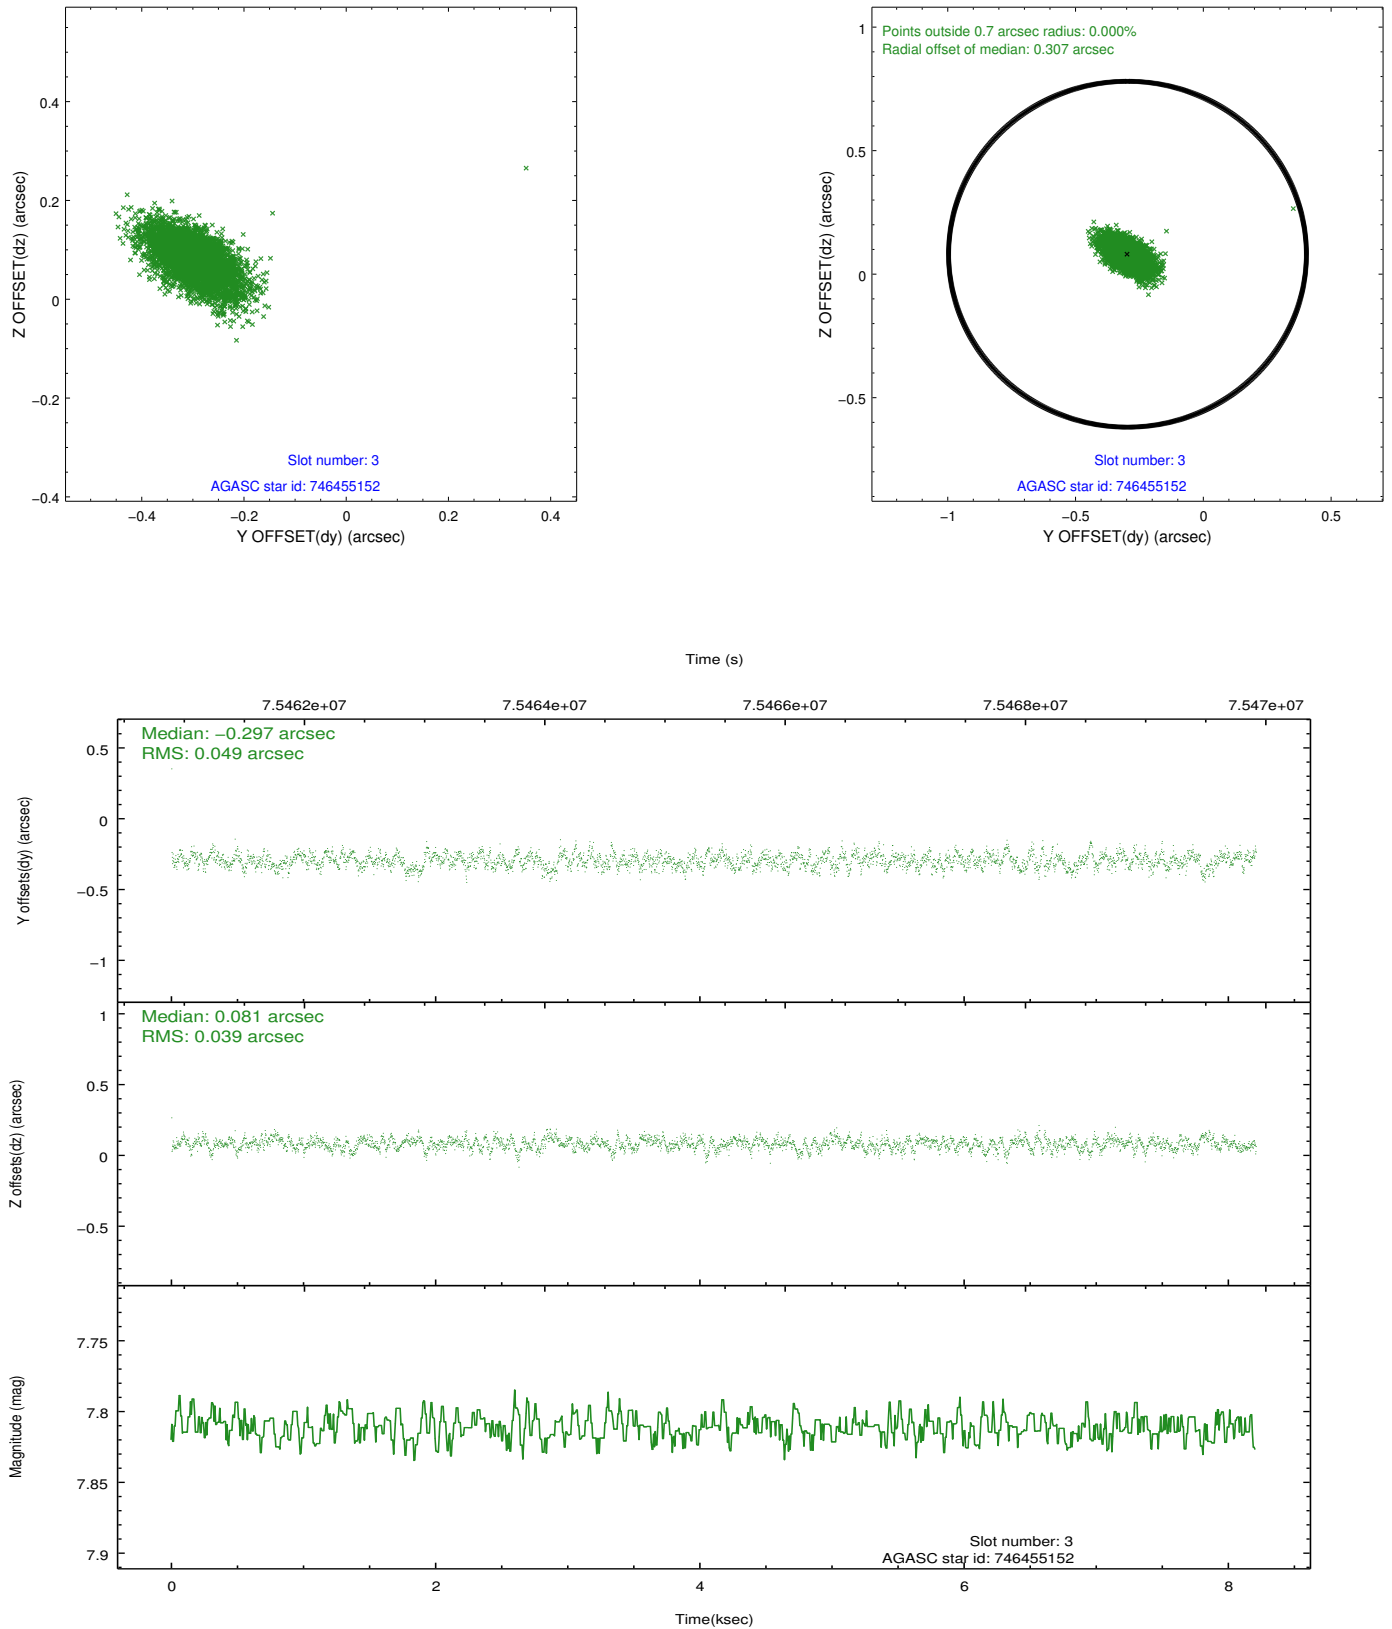 0.4
0.2
0
−0.2
−0.4
Z OFFSET(dz) (arcsec)
Slot number: 3
AGASC star id: 746455152
−0.4 −0.2 0 0.2 0.4
Y OFFSET(dy) (arcsec)
Points outside 0.7 arcsec radius: 0.000%
Radial offset of median: 0.307 arcsec
1
0.5
0
−0.5
Z OFFSET(dz) (arcsec)
Slot number: 3
AGASC star id: 746455152
−1 −0.5 0 0.5
Y OFFSET(dy) (arcsec)
Time (s)
7.5462e+07 7.5464e+07 7.5466e+07 7.5468e+07 7.547e+07
Median: −0.297 arcsec
RMS: 0.049 arcsec
0.5
0
−0.5
−1
Y offsets(dy) (arcsec)
Median: 0.081 arcsec
RMS: 0.039 arcsec
1
0.5
0
−0.5
Z offsets(dz) (arcsec)
7.75
7.8
7.85
7.9
Magnitude (mag)
Slot number: 3
AGASC star id: 746455152
0 2 4 6 8
Time(ksec)